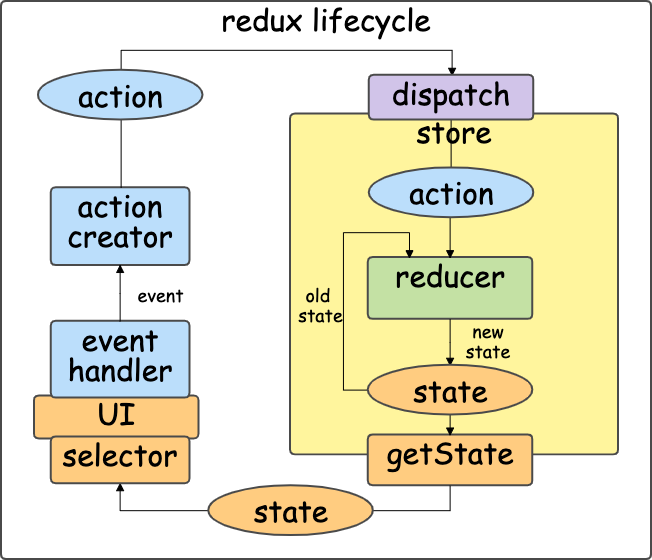 redux lifecycle
action
dispatch
store
action
action
creator
reducer
event
old
state
new
state
event
handler
state
UI
selector
getState
state